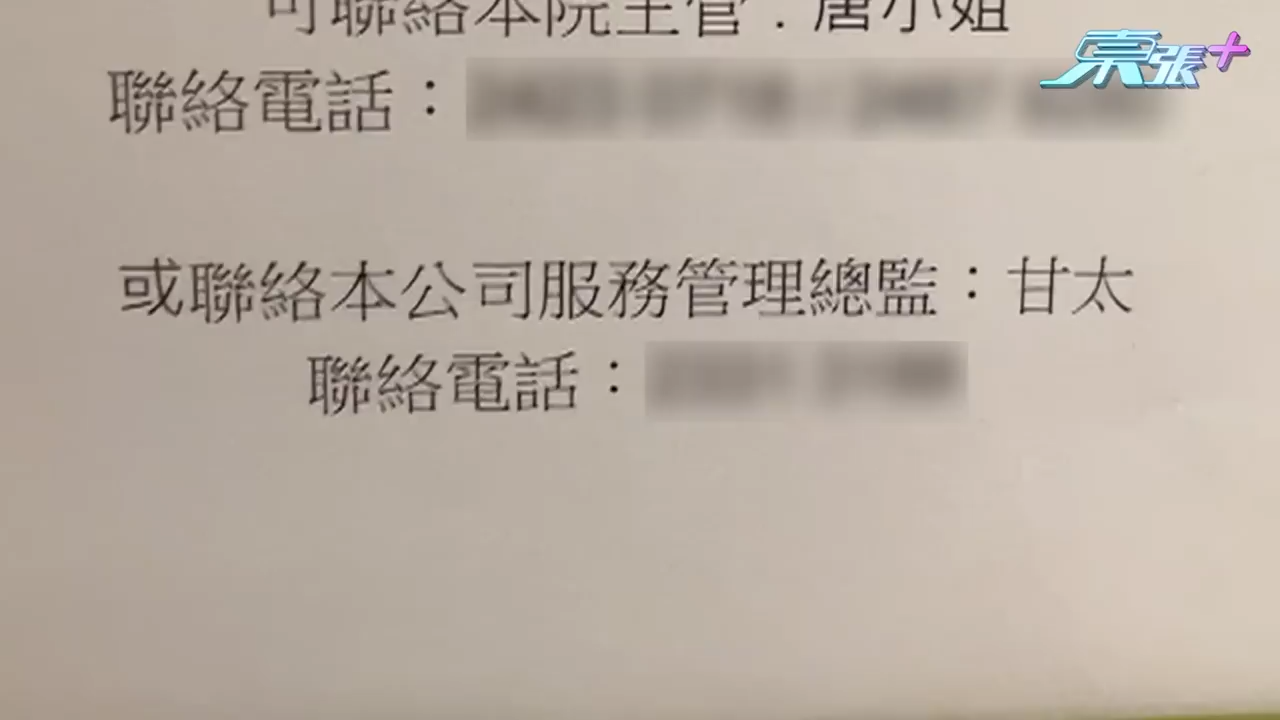 可聯絡本院主管：唐小姐
聯絡電話：
或聯絡本公司服務管理總監：甘太
聯絡電話：
東張+